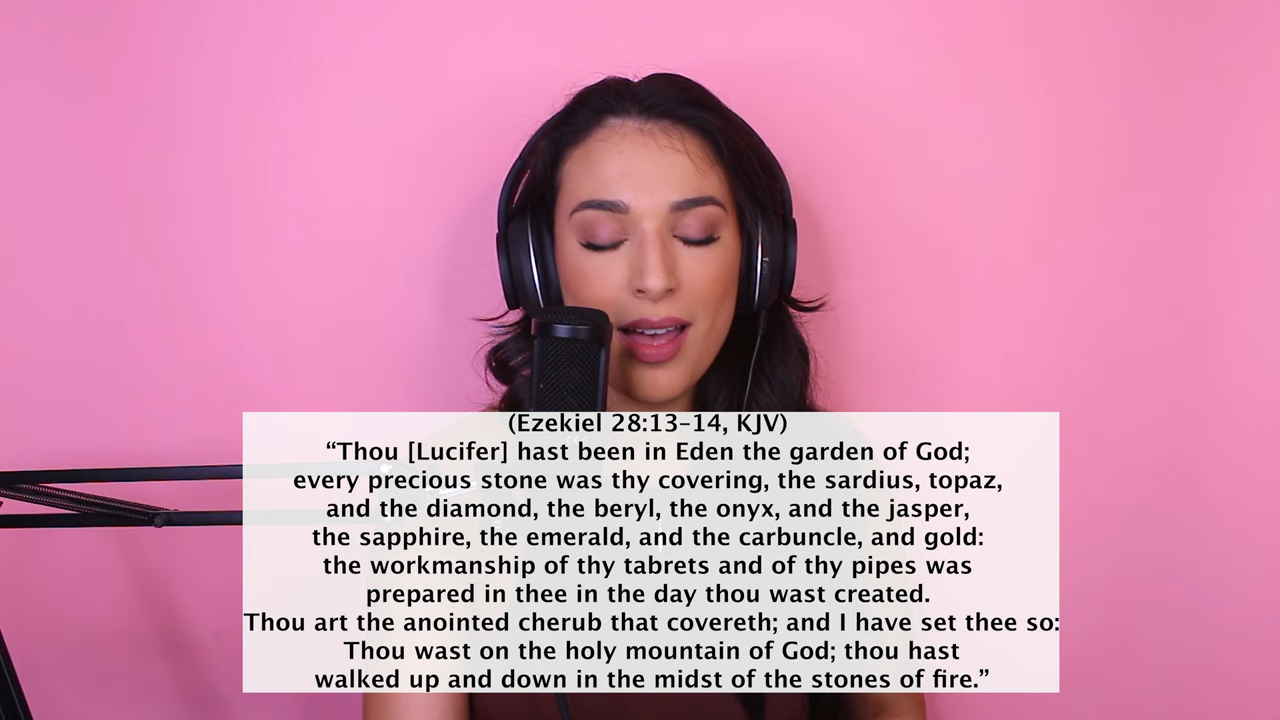 (Ezekiel 28:13–14, KJV)
“Thou [Lucifer] hast been in Eden the garden of God;
every precious stone was thy covering, the sardius, topaz,
and the diamond, the beryl, the onyx, and the jasper,
the sapphire, the emerald, and the carbuncle, and gold:
the workmanship of thy tabrets and of thy pipes was
prepared in thee in the day thou wast created.
Thou art the anointed cherub that covereth; and I have set thee so:
Thou wast on the holy mountain of God; thou hast
walked up and down in the midst of the stones of fire.”